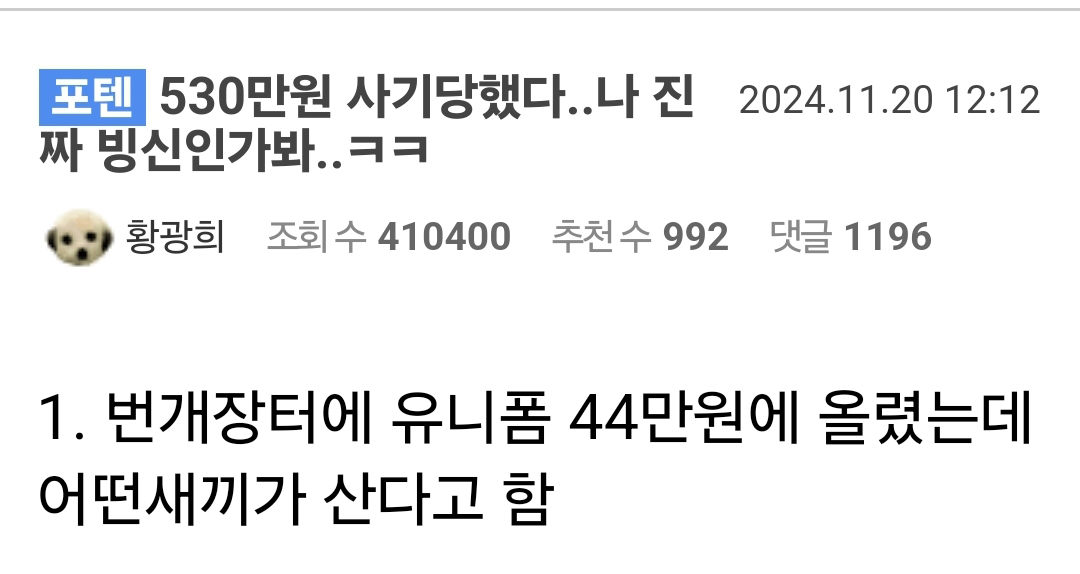 포텐 530만원 사기당했다..나 진 2024.11.20 12:12
짜 빙신인가봐..ㅋㅋ
황광희 조회 수 410400 추천 수 992 댓글 1196
1. 번개장터에 유니폼 44만원에 올렸는데
어떤새끼가 산다고 함